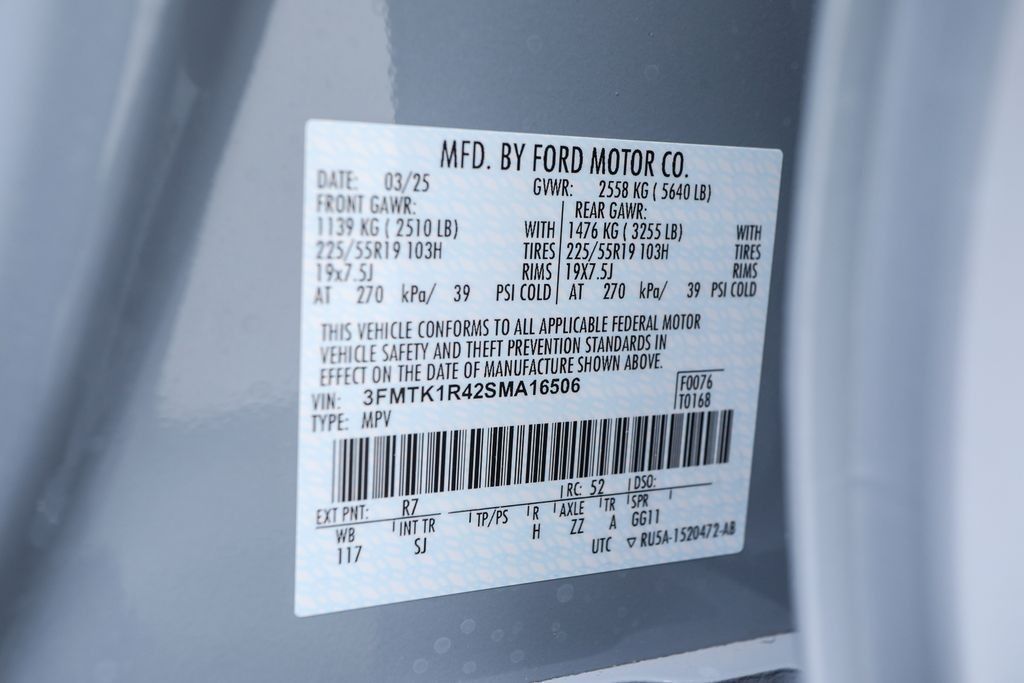 MFD. BY FORD MOTOR CO.
DATE: 03/25 GVWR: 2558 KG ( 5640 LB)
FRONT GAWR: REAR GAWR:
1139 KG ( 2510 LB) WITH 1476 KG ( 3255 LB) WITH
225/55R19 103H TIRES 225/55R19 103H TIRES
19x7.5J RIMS 19X7.5J RIMS
AT 270 kPa/ 39 PSI COLD AT 270 kPa/ 39 PSI COLD
THIS VEHICLE CONFORMS TO ALL APPLICABLE FEDERAL MOTOR
VEHICLE SAFETY AND THEFT PREVENTION STANDARDS IN
EFFECT ON THE DATE OF MANUFACTURE SHOWN ABOVE.
VIN: 3FMTK1R42SMA16506 F0076
TYPE: MPV T0168
EXT PNT: R7 RC: 52 DSO:
WB INT TR TP/PS R AXLE TR SPR
117 SJ H ZZ A GG11
UTC ▽ RU5A-1520472-AB